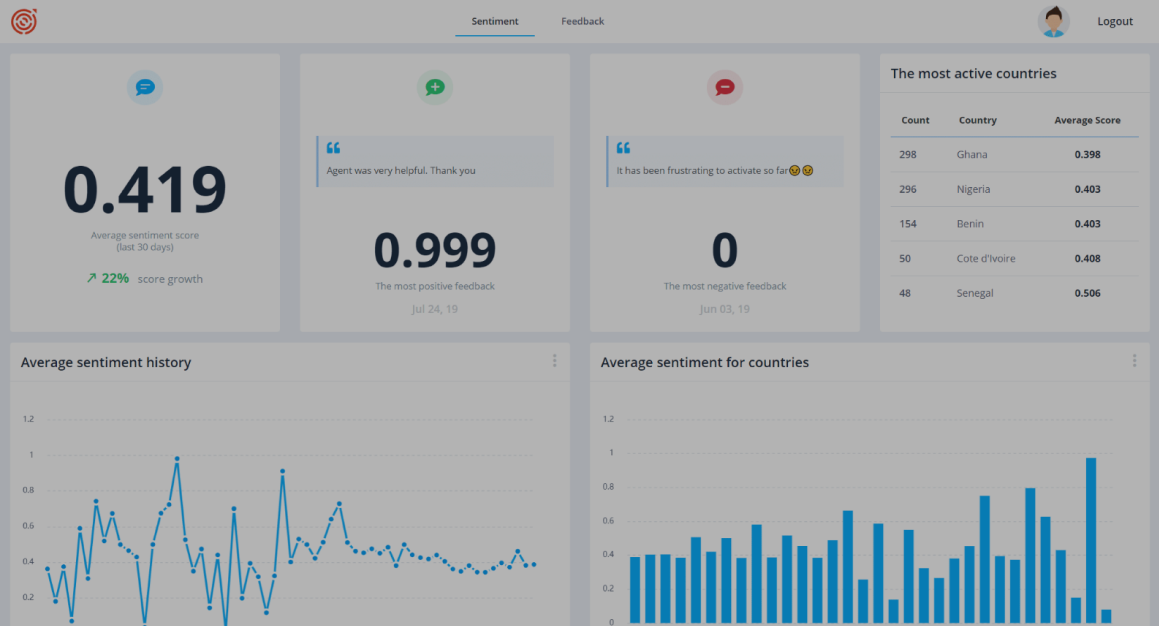 Sentiment Feedback Logout
0.419
Average sentiment score
(last 30 days)
22% score growth
Agent was very helpful. Thank you
0.999
The most positive feedback
Jul 24, 19
It has been frustrating to activate so far😣😣
0
The most negative feedback
Jun 03, 19
The most active countries
Count Country Average Score
298 Ghana 0.398
296 Nigeria 0.403
154 Benin 0.403
50 Cote d'Ivoire 0.408
48 Senegal 0.506
Average sentiment history
1.2
1
0.8
0.6
0.4
0.2
Average sentiment for countries
1.2
1
0.8
0.6
0.4
0.2
0